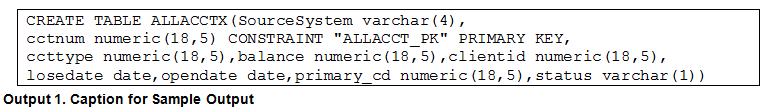 CREATE TABLE ALLACCTX(SourceSystem varchar(4),
cctnum numeric(18,5) CONSTRAINT "ALLACCT_PK" PRIMARY KEY,
ccttype numeric(18,5),balance numeric(18,5),clientid numeric(18,5),
losedate date,opendate date,primary_cd numeric(18,5),status varchar(1))
Output 1. Caption for Sample Output